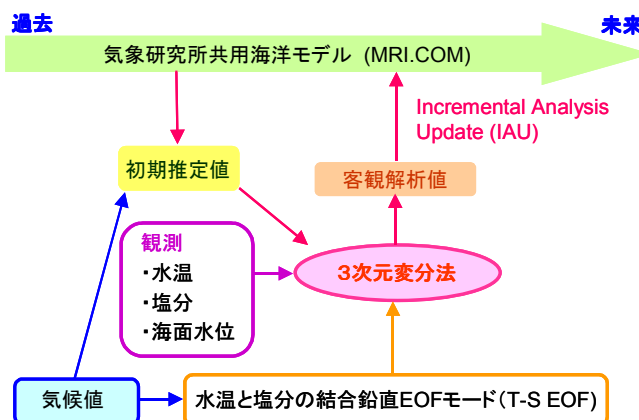 過去
未来
気象研究所共用海洋モデル (MRI.COM)
Incremental Analysis
Update (IAU)
初期推定値
客観解析値
観測
・水温
・塩分
・海面水位
3次元変分法
気候値
水温と塩分の結合鉛直EOFモード(T-S EOF)